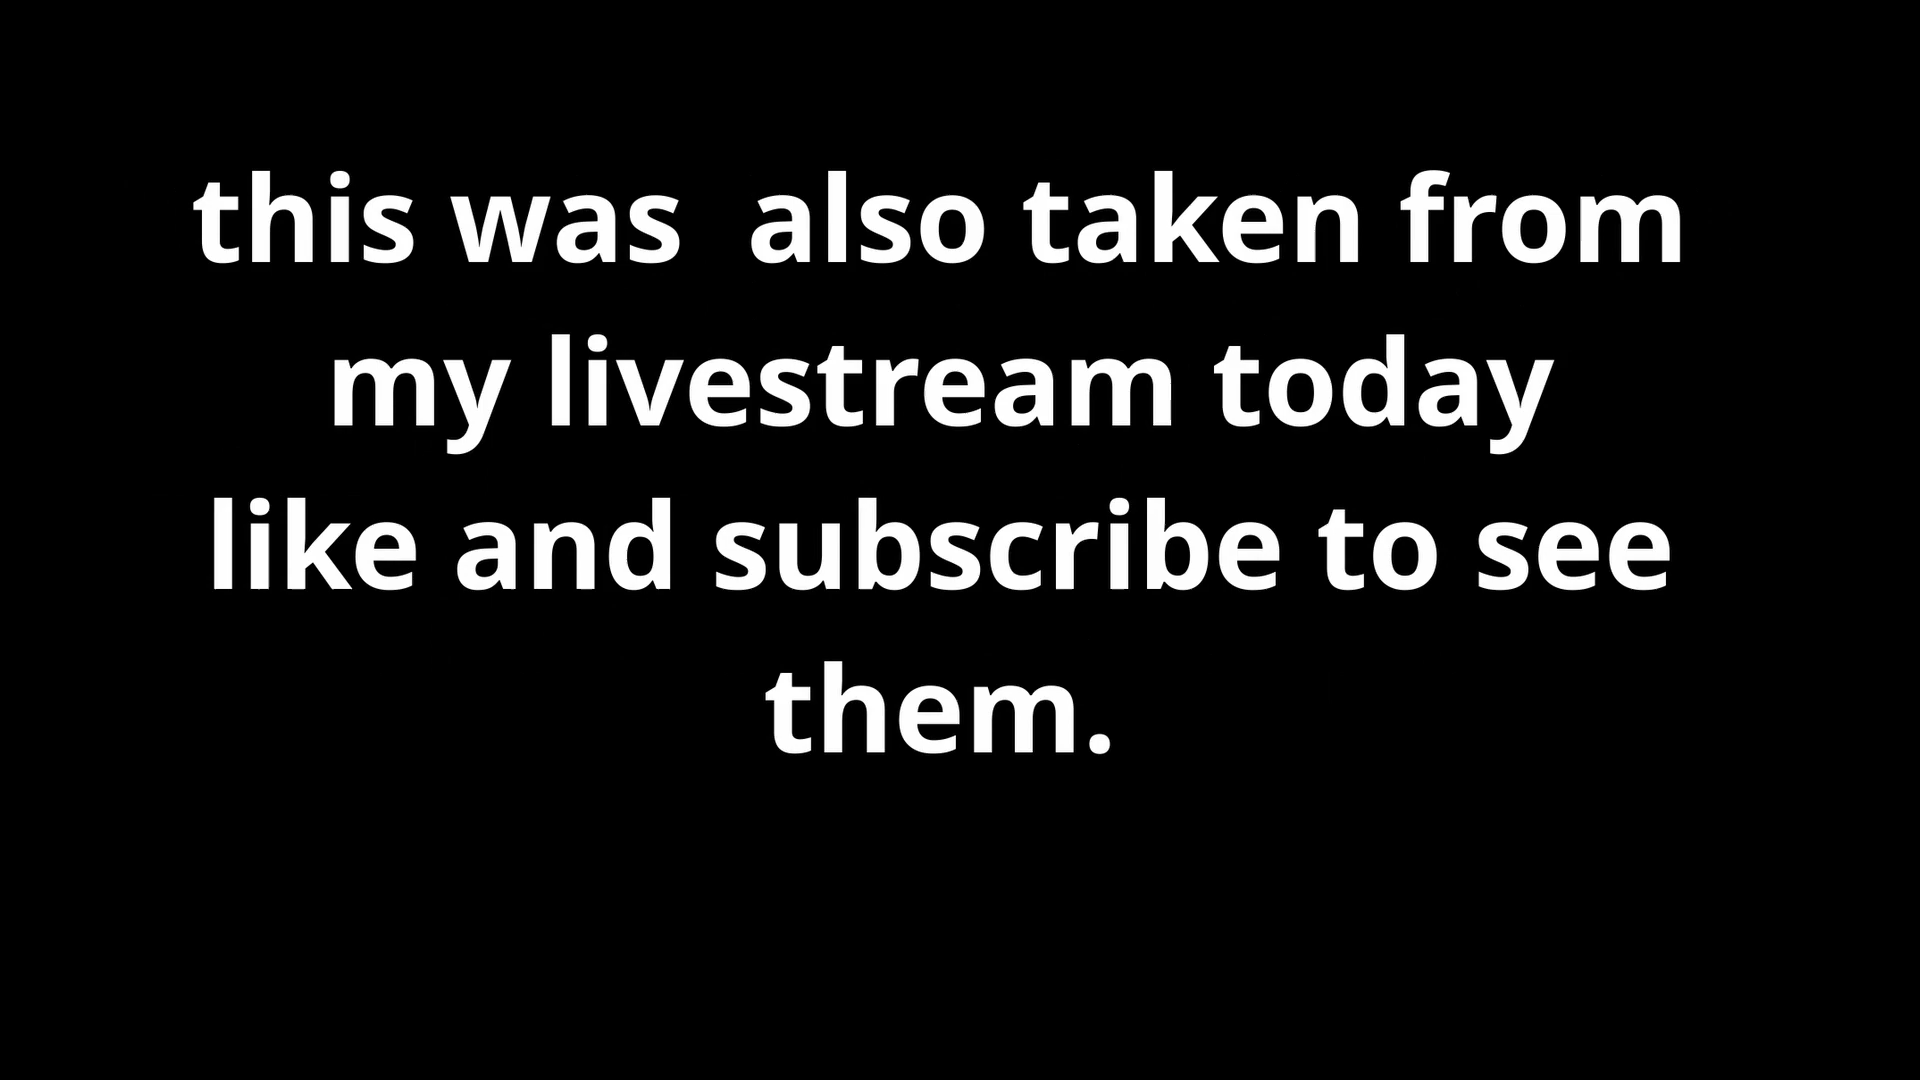 this was  also taken from
my livestream today
like and subscribe to see
them.